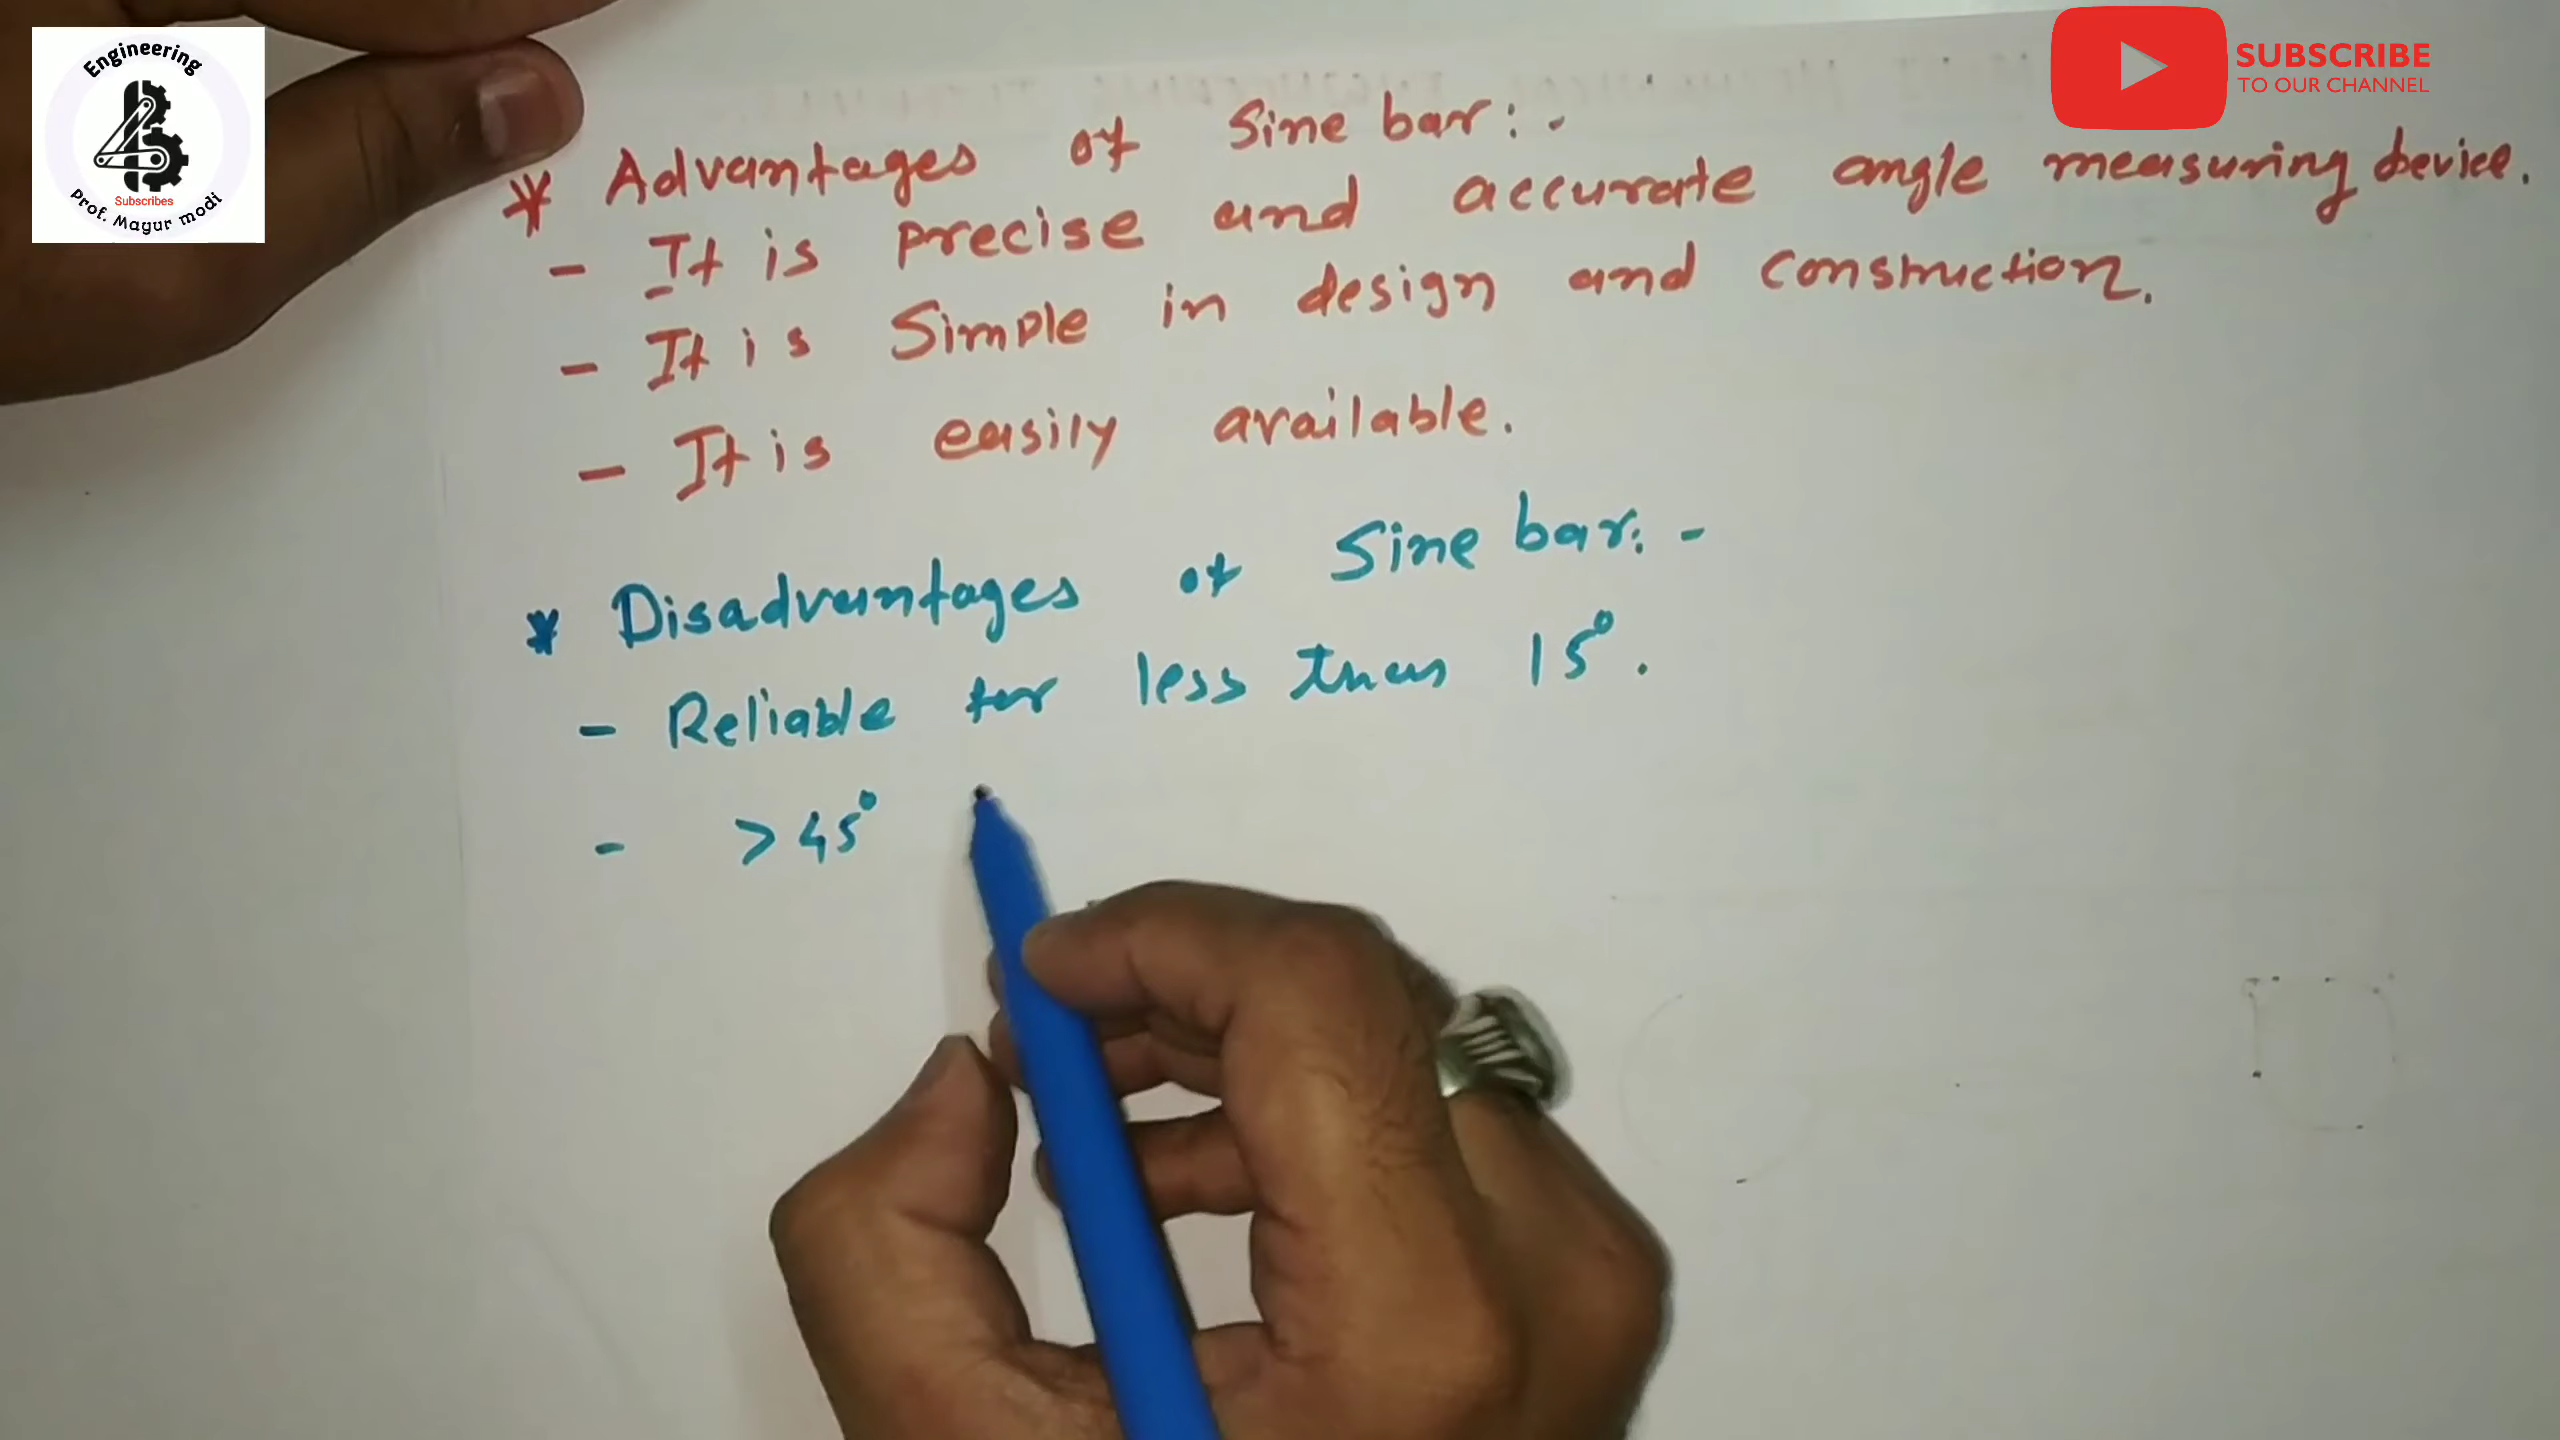 Engineering
Subscribes
Prof. Mayur modi
SUBSCRIBE
TO OUR CHANNEL
* Advantages of Sine bar:-
- It is precise and accurate angle measuring device.
- It is Simple in design and construction.
- It is easily available.
* Disadvantages of Sine bar:-
- Reliable for less than 15°.
- >45°